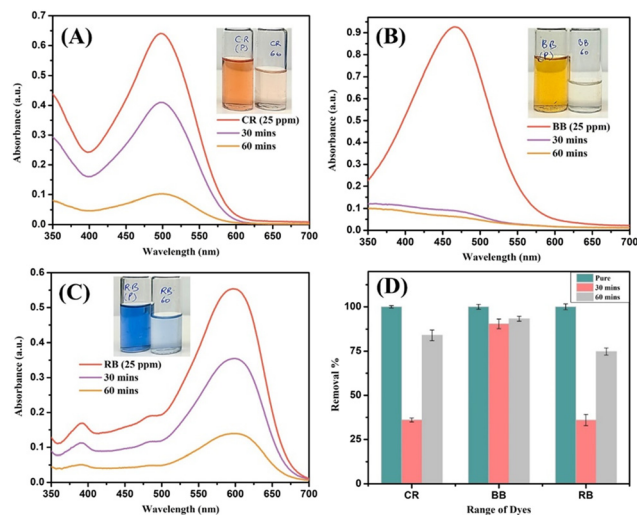 (A)
CR
(P)
CR
60
CR (25 ppm)
30 mins
60 mins
Absorbance (a.u.)
0.7
0.6
0.5
0.4
0.3
0.2
0.1
0.0
350 400 450 500 550 600 650 700
Wavelength (nm)
(B)
BB
(P)
BB
60
BB (25 ppm)
30 mins
60 mins
Absorbance (a.u.)
1
0.9
0.8
0.7
0.6
0.5
0.4
0.3
0.2
0.1
0
350 400 450 500 550 600 650 700
Wavelength (nm)
(C)
RB
(P)
RB
60
RB (25 ppm)
30 mins
60 mins
Absorbance (a.u.)
0.6
0.5
0.4
0.3
0.2
0.1
0.0
350 400 450 500 550 600 650 700
Wavelength (nm)
(D)
Pure
30 mins
60 mins
Removal %
100
75
50
25
0
CR BB RB
Range of Dyes